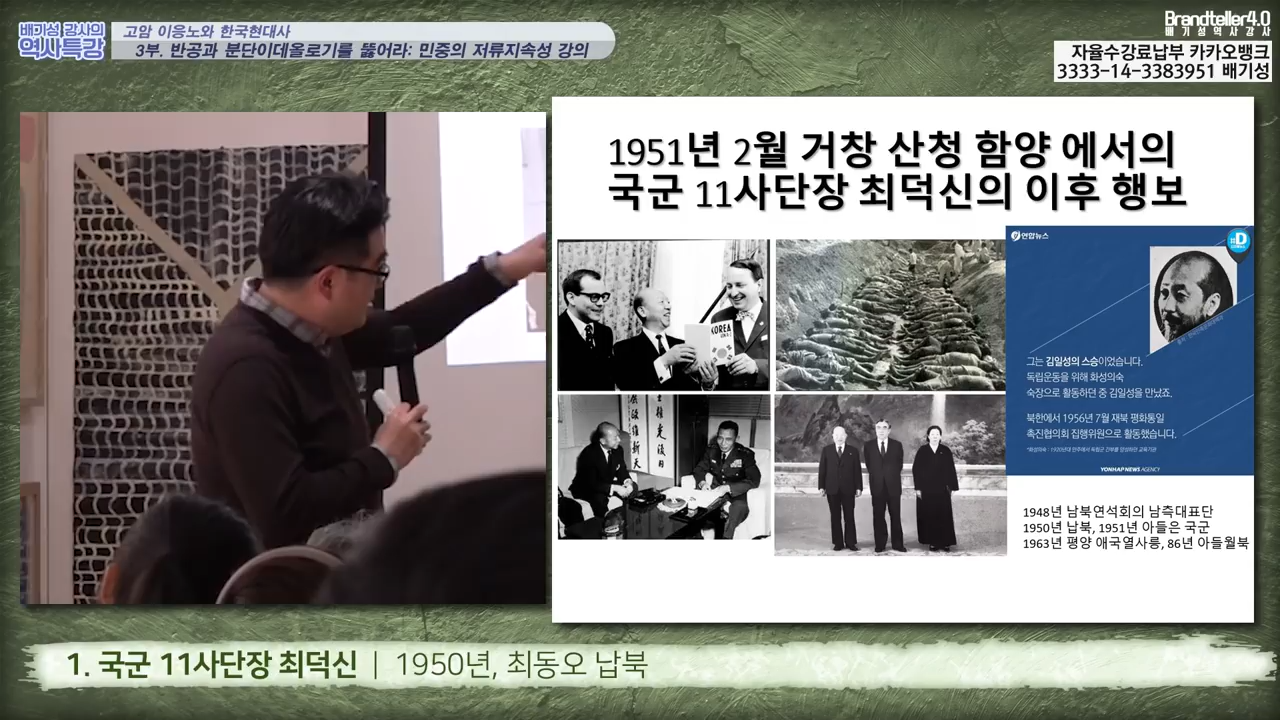 배기성 강사의
역사특강
고암 이응노와 한국현대사
3부. 반공과 분단이데올로기를 뚫어라: 민중의 저류지속성 강의
Brandteller4.0
배기성역사강사
자율수강료납부 카카오뱅크
3333-14-3383951 배기성
1951년 2월 거창 산청 함양 에서의
국군 11사단장 최덕신의 이후 행보
KOREA
연합뉴스
D
그는 김일성의 스승이었습니다.
독립운동을 위해 화성의숙
숙장으로 활동하던 중 김일성을 만났죠.
북한에서 1956년 7월 재북 평화통일
촉진협의회 집행위원으로 활동했습니다.
YONHAP NEWS AGENCY
1948년 남북연석회의 남측대표단
1950년 납북, 1951년 아들은 국군
1963년 평양 애국열사릉, 86년 아들월북
1. 국군 11사단장 최덕신 | 1950년, 최동오 납북